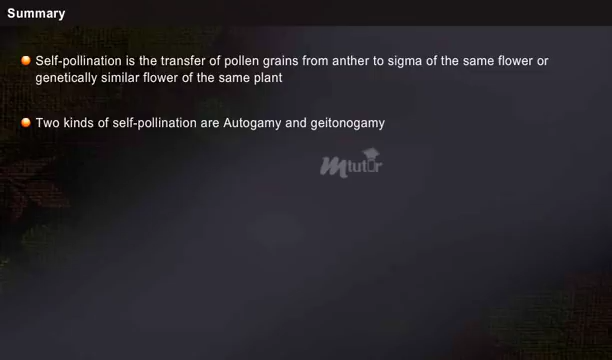 Summary
Self-pollination is the transfer of pollen grains from anther to sigma of the same flower or
genetically similar flower of the same plant
Two kinds of self-pollination are Autogamy and geitonogamy
Mtutor